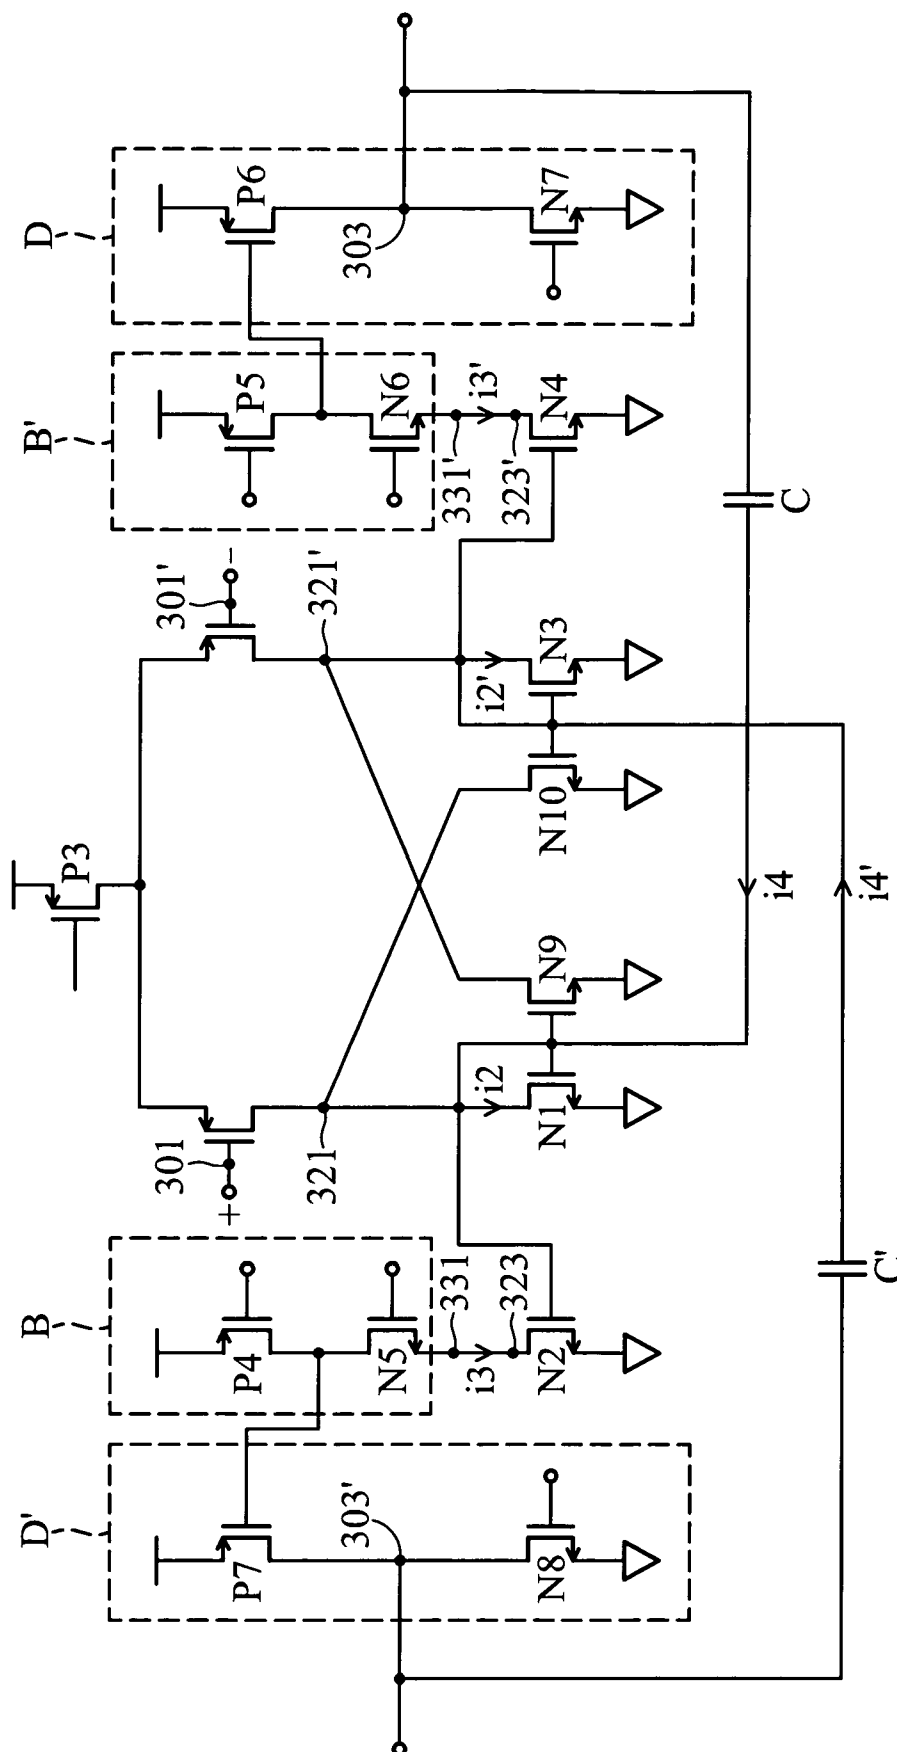 D
B'
B
D'
P3
P6
303
N7
P5
N6
331'
i3'
323'
N4
301'
−
321'
i2'
N3
N10
N9
i2
N1
301
+
321
P4
N5
331
i3
323
N2
P7
303'
N8
C
i4
i4'
C'